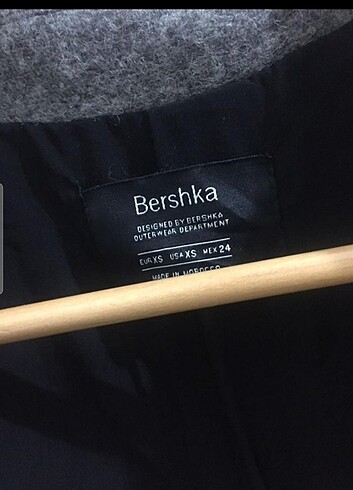 Bershka
DESIGNED BY BERSHKA
OUTERWEAR DEPARTMENT
EUR XS USA XS MEX 24
MADE IN MOROCCO